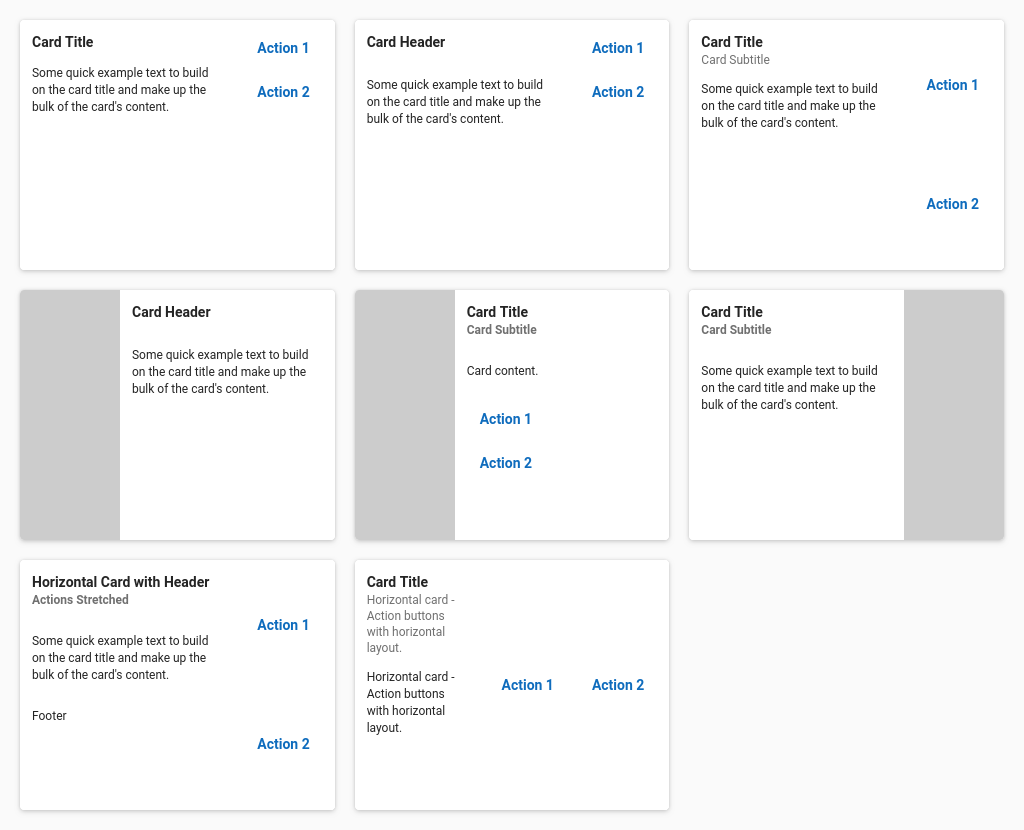 Card Title
Some quick example text to build
on the card title and make up the
bulk of the card's content.
Action 1
Action 2
Card Header
Some quick example text to build
on the card title and make up the
bulk of the card's content.
Action 1
Action 2
Card Title
Card Subtitle
Some quick example text to build
on the card title and make up the
bulk of the card's content.
Action 1
Action 2
Card Header
Some quick example text to build
on the card title and make up the
bulk of the card's content.
Card Title
Card Subtitle
Card content.
Action 1
Action 2
Card Title
Card Subtitle
Some quick example text to build
on the card title and make up the
bulk of the card's content.
Horizontal Card with Header
Actions Stretched
Some quick example text to build
on the card title and make up the
bulk of the card's content.
Footer
Action 1
Action 2
Card Title
Horizontal card -
Action buttons
with horizontal
layout.
Horizontal card -
Action buttons
with horizontal
layout.
Action 1
Action 2